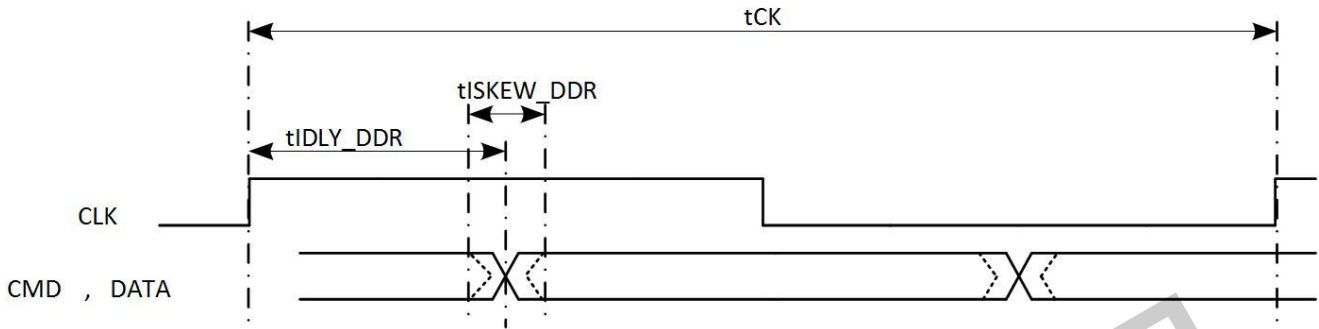 tCK
tISKEW_DDR
tIDLY_DDR
CLK
CMD , DATA